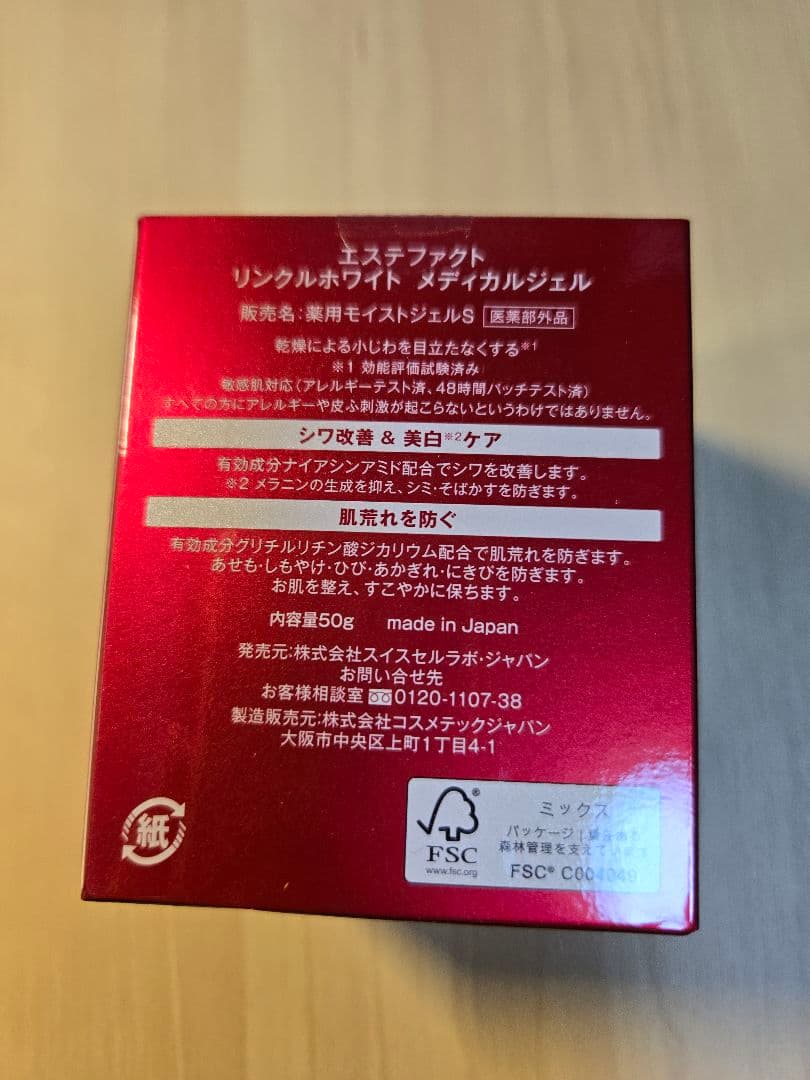 エステファクト
リンクルホワイト メディカルジェル
販売名:薬用モイストジェルS 医薬部外品
乾燥による小じわを目立たなくする※1
※1 効能評価試験済み
敏感肌対応(アレルギーテスト済、48時間パッチテスト済)
すべての方にアレルギーや皮ふ刺激が起こらないというわけではありません。
シワ改善 & 美白※2ケア
有効成分ナイアシンアミド配合でシワを改善します。
※2 メラニンの生成を抑え、シミ・そばかすを防ぎます。
肌荒れを防ぐ
有効成分グリチルリチン酸ジカリウム配合で肌荒れを防ぎます。
あせも・しもやけ・ひび・あかぎれ・にきびを防ぎます。
お肌を整え、すこやかに保ちます。
内容量50g made in Japan
発売元:株式会社スイスセルラボ・ジャパン
お問い合せ先
お客様相談室 0120-1107-38
製造販売元:株式会社コスメテックジャパン
大阪市中央区上町1丁目4-1
紙
FSC
www.fsc.org
ミックス
パッケージ|責任ある
森林管理を支えています
FSC® C004049